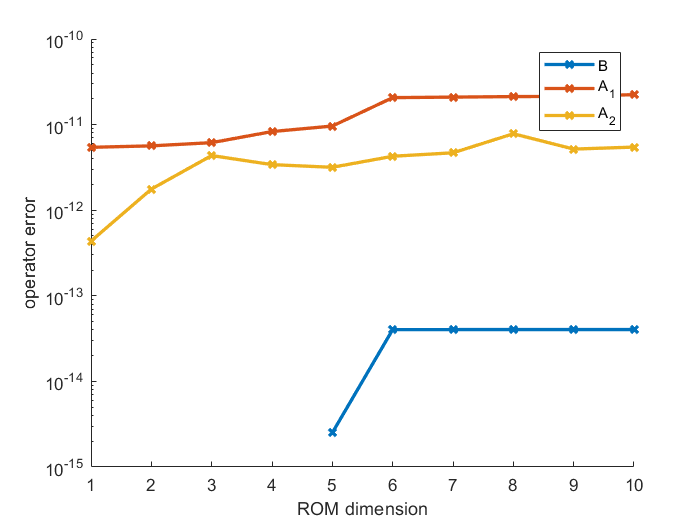 10^-10
10^-11
10^-12
10^-13
10^-14
10^-15
operator error
B
A_1
A_2
1 2 3 4 5 6 7 8 9 10
ROM dimension